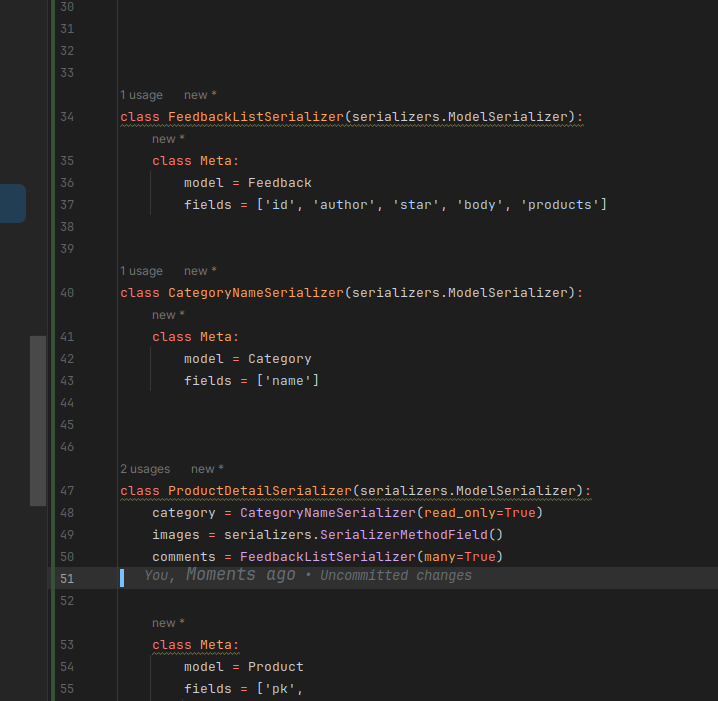 30
31
32
33
1 usage new *
34 class FeedbackListSerializer(serializers.ModelSerializer):
new *
35 class Meta:
36 model = Feedback
37 fields = ['id', 'author', 'star', 'body', 'products']
38
39
1 usage new *
40 class CategoryNameSerializer(serializers.ModelSerializer):
new *
41 class Meta:
42 model = Category
43 fields = ['name']
44
45
46
2 usages new *
47 class ProductDetailSerializer(serializers.ModelSerializer):
48 category = CategoryNameSerializer(read_only=True)
49 images = serializers.SerializerMethodField()
50 comments = FeedbackListSerializer(many=True)
51 You, Moments ago • Uncommitted changes
52
new *
53 class Meta:
54 model = Product
55 fields = ['pk',